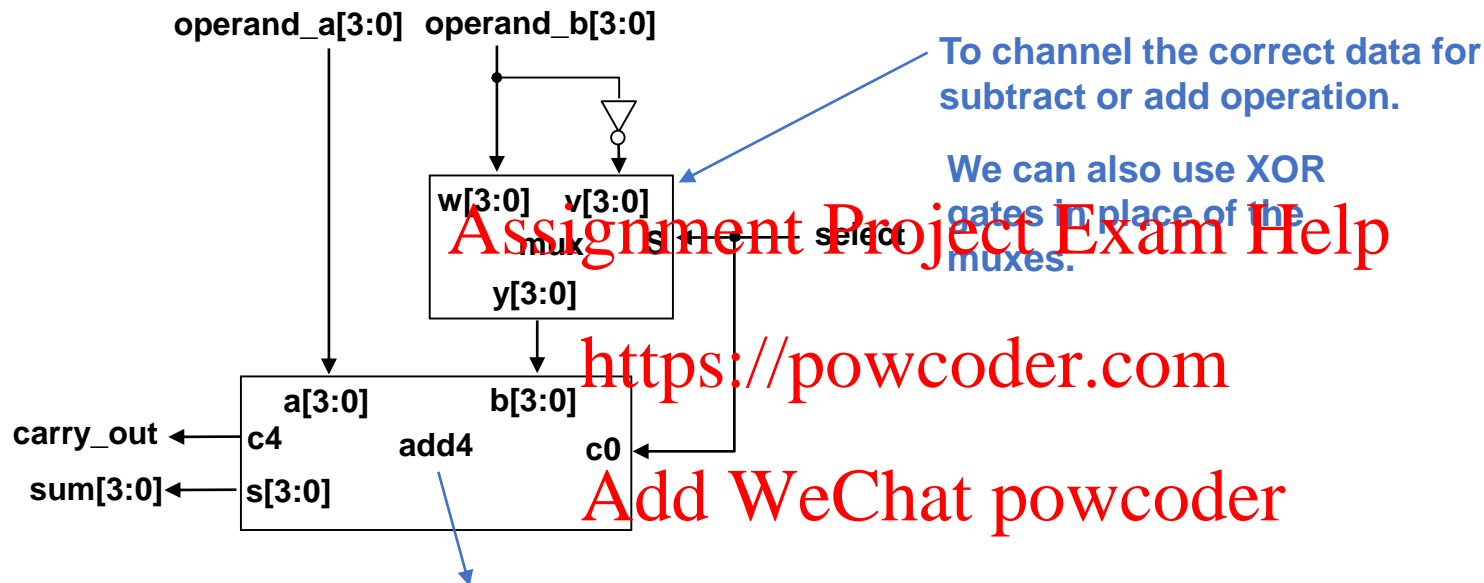 operand_a[3:0] operand_b[3:0]
To channel the correct data for
subtract or add operation.
We can also use XOR
gates in place of the
muxes.
w[3:0] v[3:0]
mux s select
y[3:0]
Assignment Project Exam Help
https://powcoder.com
a[3:0] b[3:0]
carry_out c4 add4 c0
sum[3:0] s[3:0]
Add WeChat powcoder